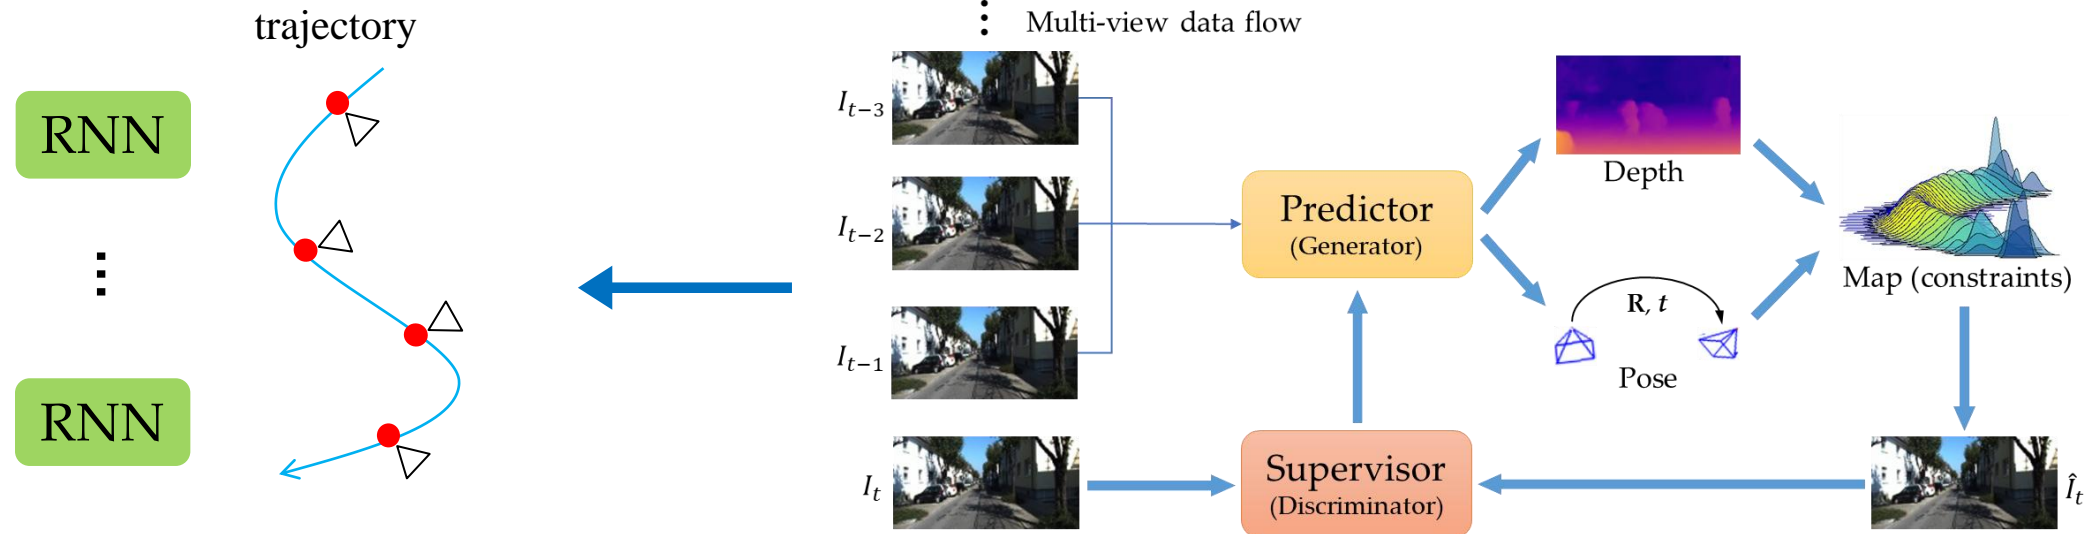 trajectory
RNN
⋮
RNN
⋮ Multi-view data flow
I_{t−3}
I_{t−2}
I_{t−1}
I_t
Predictor
(Generator)
Supervisor
(Discriminator)
Depth
R, t
Pose
Map (constraints)
Î_t